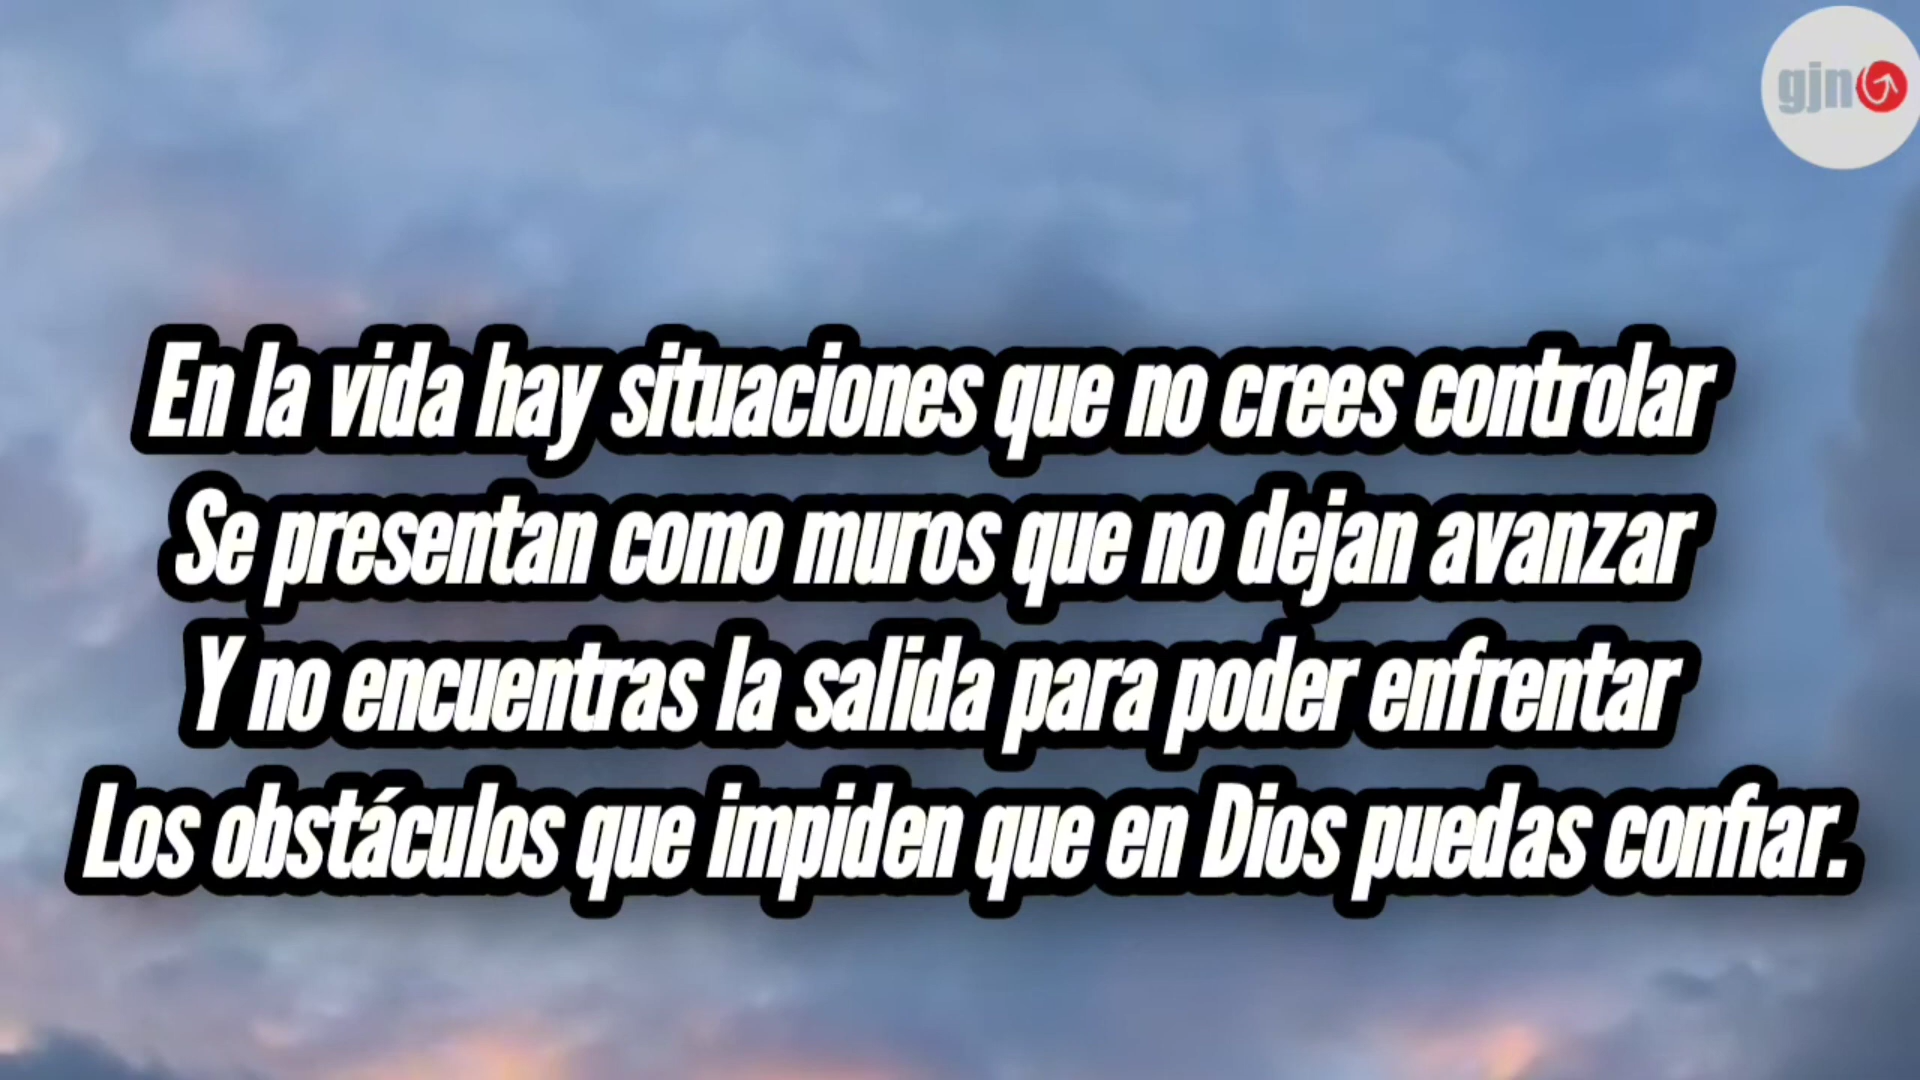 gjn
En la vida hay situaciones que no crees controlar
Se presentan como muros que no dejan avanzar
Y no encuentras la salida para poder enfrentar
Los obstáculos que impiden que en Dios puedas confiar.